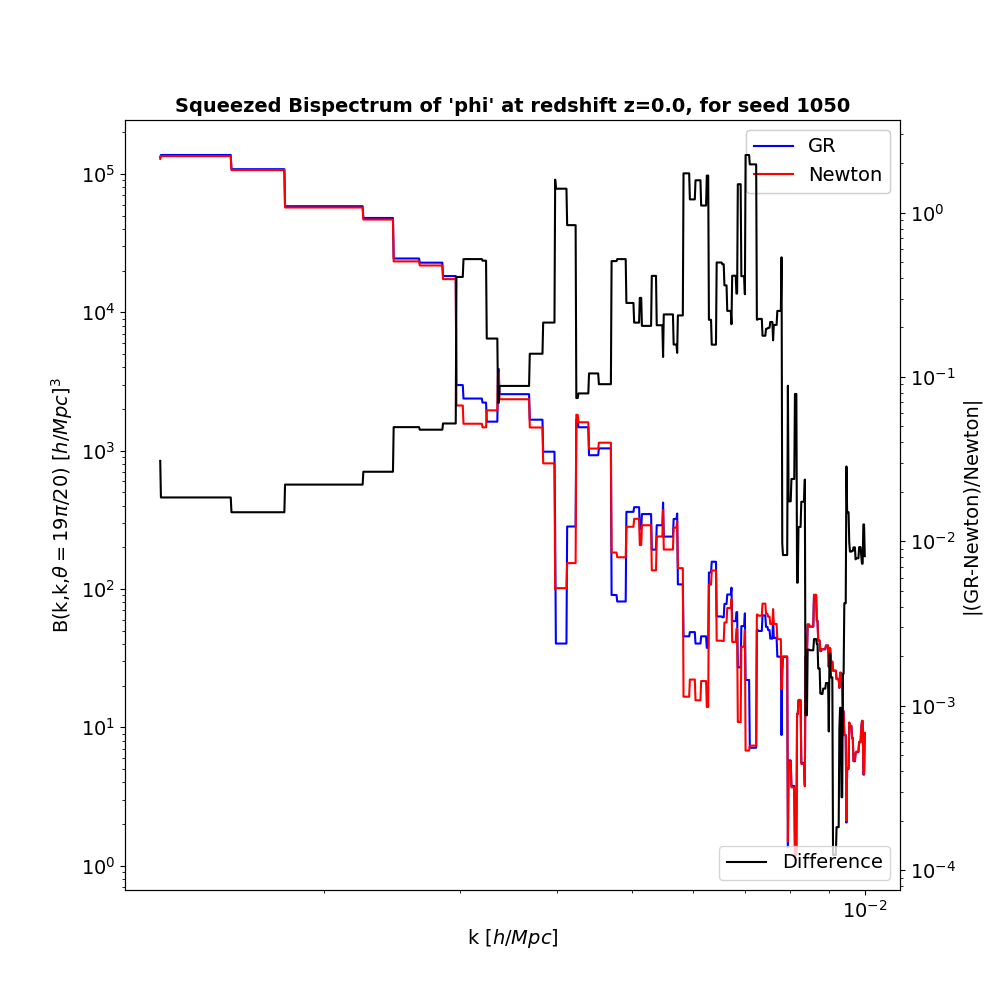 Squeezed Bispectrum of 'phi' at redshift z=0.0, for seed 1050
GR
Newton
10^5
10^4
10^3
10^2
10^1
10^0
B(k,k,θ = 19π/20) [h/Mpc]^3
10^0
10^-1
10^-2
10^-3
10^-4
|(GR-Newton)/Newton|
Difference
10^-2
k [h/Mpc]